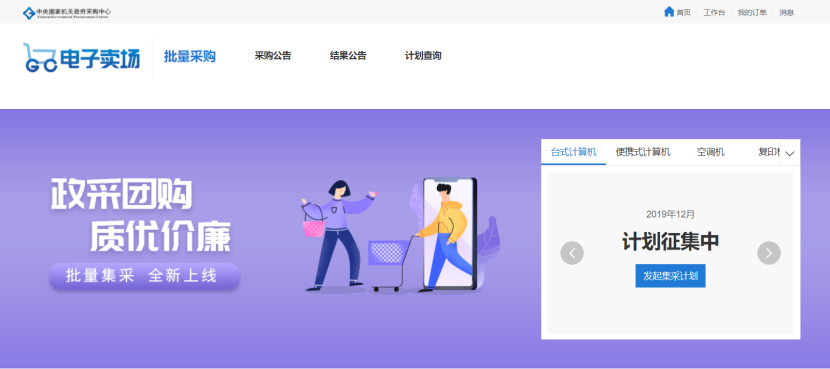 中央国家机关政府采购中心
首页 工作台 我的订单 消息
电子卖场 批量采购 采购公告 结果公告 计划查询
台式计算机 便携式计算机 空调机
政采团购
质优价廉
批量集采 全新上线
2019年12月
计划征集中
发起集采计划